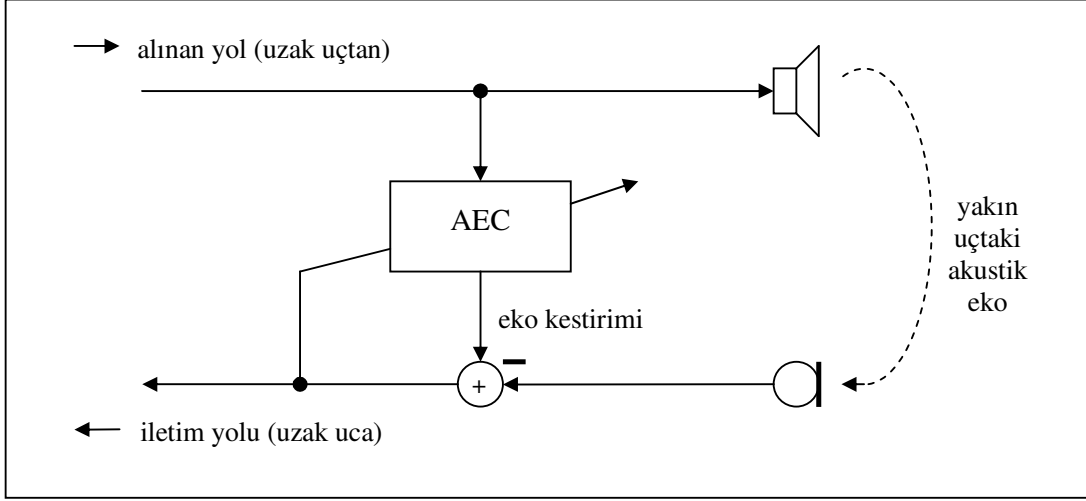 alınan yol (uzak uçtan)
AEC
yakın
uçtaki
akustik
eko
eko kestirimi
+
iletim yolu (uzak uca)